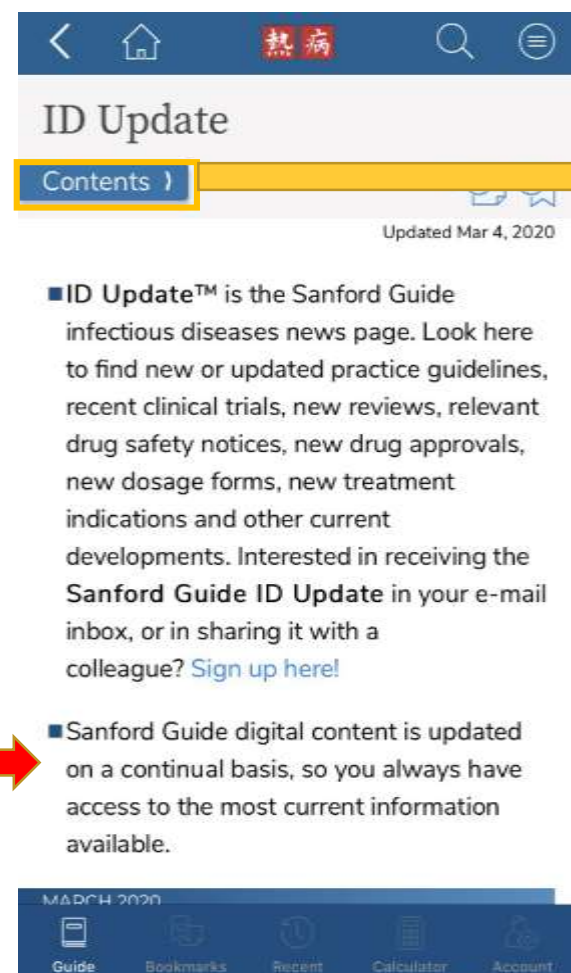 熱病
ID Update
Contents ⟩
Updated Mar 4, 2020
■ID Update™ is the Sanford Guide
infectious diseases news page. Look here
to find new or updated practice guidelines,
recent clinical trials, new reviews, relevant
drug safety notices, new drug approvals,
new dosage forms, new treatment
indications and other current
developments. Interested in receiving the
Sanford Guide ID Update in your e-mail
inbox, or in sharing it with a
colleague? Sign up here!
■Sanford Guide digital content is updated
on a continual basis, so you always have
access to the most current information
available.
MARCH 2020
Guide Bookmarks Recent Calculator Account